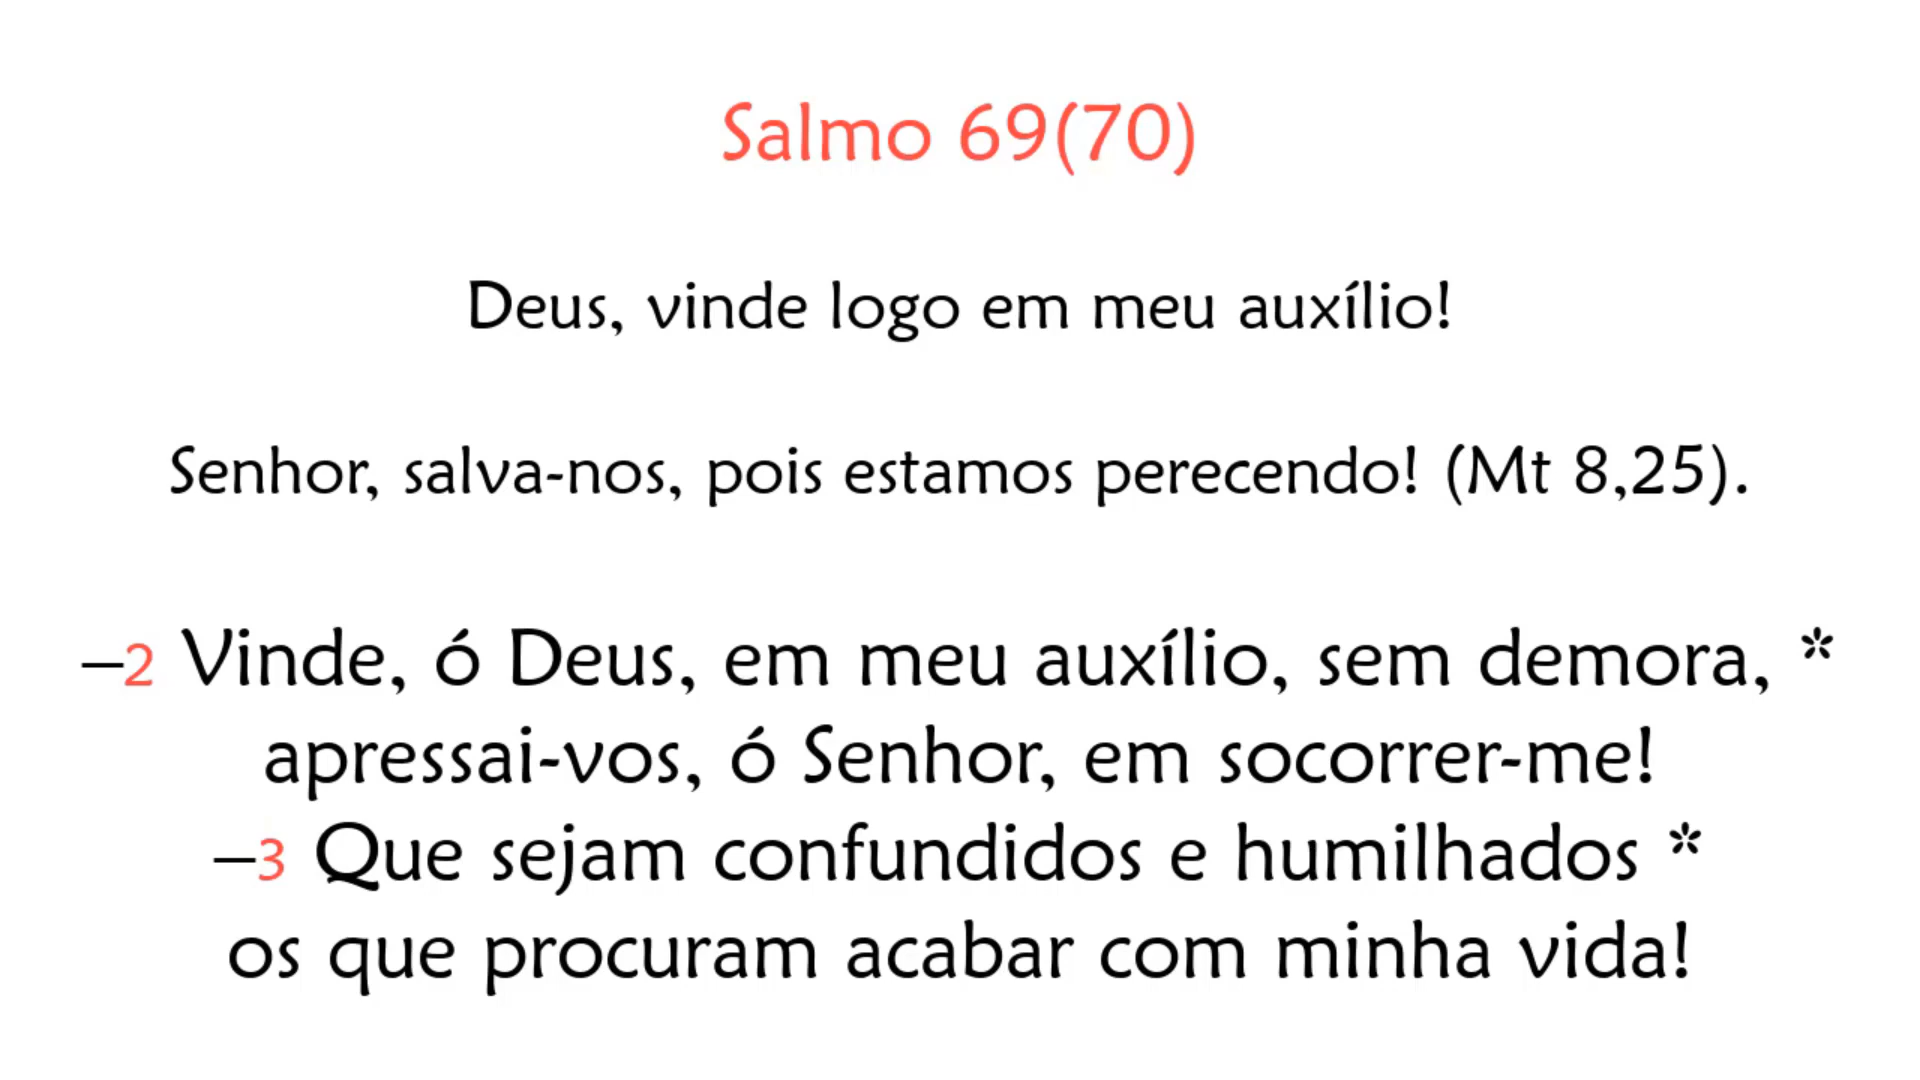 Salmo 69(70)
Deus, vinde logo em meu auxílio!
Senhor, salva-nos, pois estamos perecendo! (Mt 8,25).
–2 Vinde, ó Deus, em meu auxílio, sem demora, *
apressai-vos, ó Senhor, em socorrer-me!
–3 Que sejam confundidos e humilhados *
os que procuram acabar com minha vida!